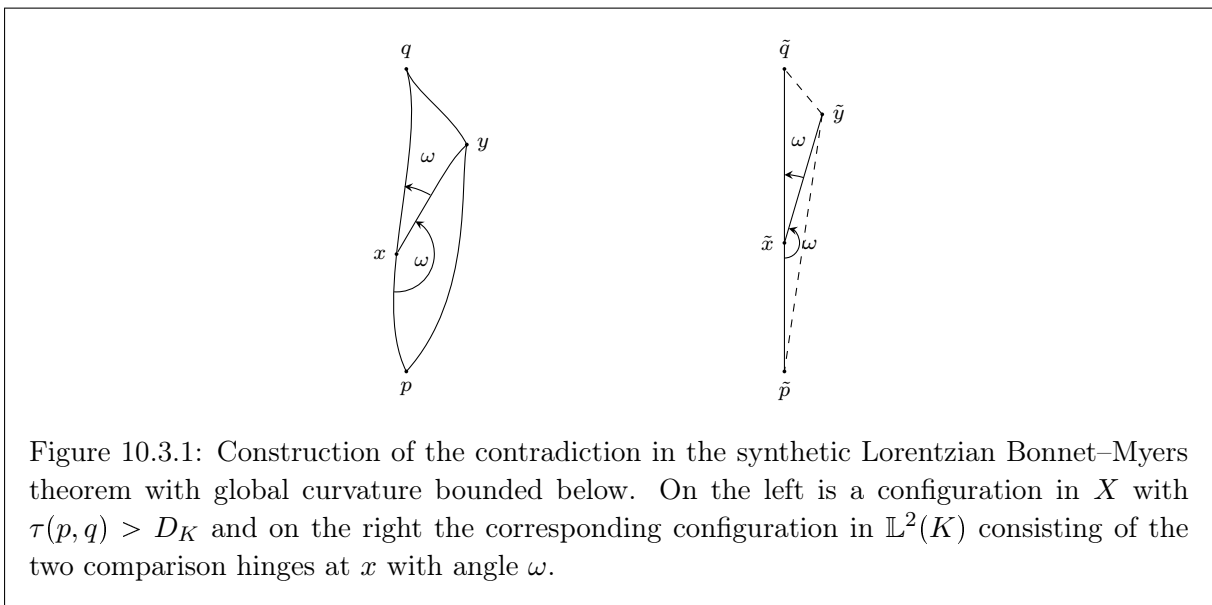 q
q̃
y
ỹ
ω
ω
x
x̃
ω
ω
p
p̃
Figure 10.3.1: Construction of the contradiction in the synthetic Lorentzian Bonnet–Myers
theorem with global curvature bounded below. On the left is a configuration in X with
τ(p, q) > D_K and on the right the corresponding configuration in 𝕃²(K) consisting of the
two comparison hinges at x with angle ω.